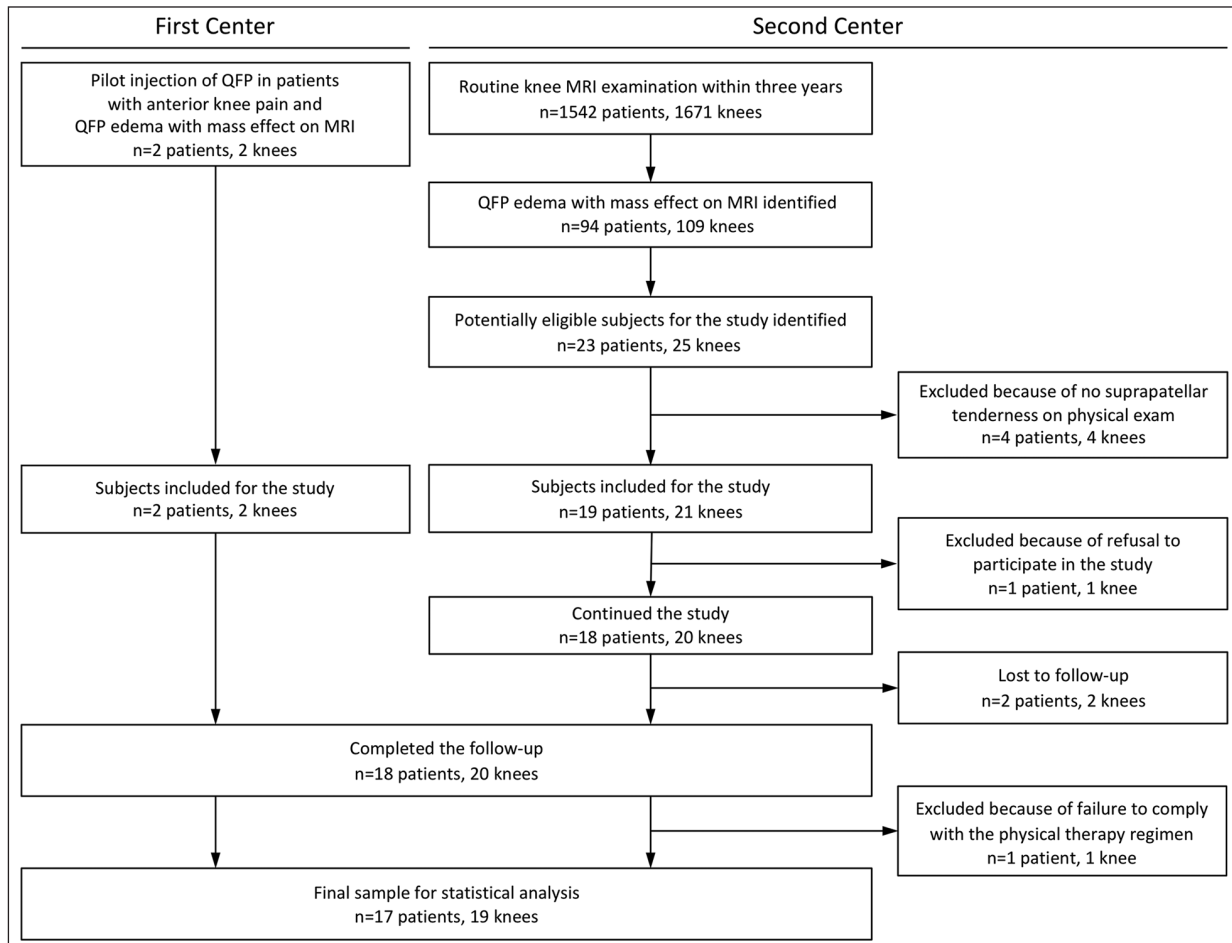 First Center
Second Center
Pilot injection of QFP in patients
with anterior knee pain and
QFP edema with mass effect on MRI
n=2 patients, 2 knees
Routine knee MRI examination within three years
n=1542 patients, 1671 knees
QFP edema with mass effect on MRI identified
n=94 patients, 109 knees
Potentially eligible subjects for the study identified
n=23 patients, 25 knees
Excluded because of no suprapatellar
tenderness on physical exam
n=4 patients, 4 knees
Subjects included for the study
n=2 patients, 2 knees
Subjects included for the study
n=19 patients, 21 knees
Excluded because of refusal to
participate in the study
n=1 patient, 1 knee
Continued the study
n=18 patients, 20 knees
Lost to follow-up
n=2 patients, 2 knees
Completed the follow-up
n=18 patients, 20 knees
Excluded because of failure to comply
with the physical therapy regimen
n=1 patient, 1 knee
Final sample for statistical analysis
n=17 patients, 19 knees